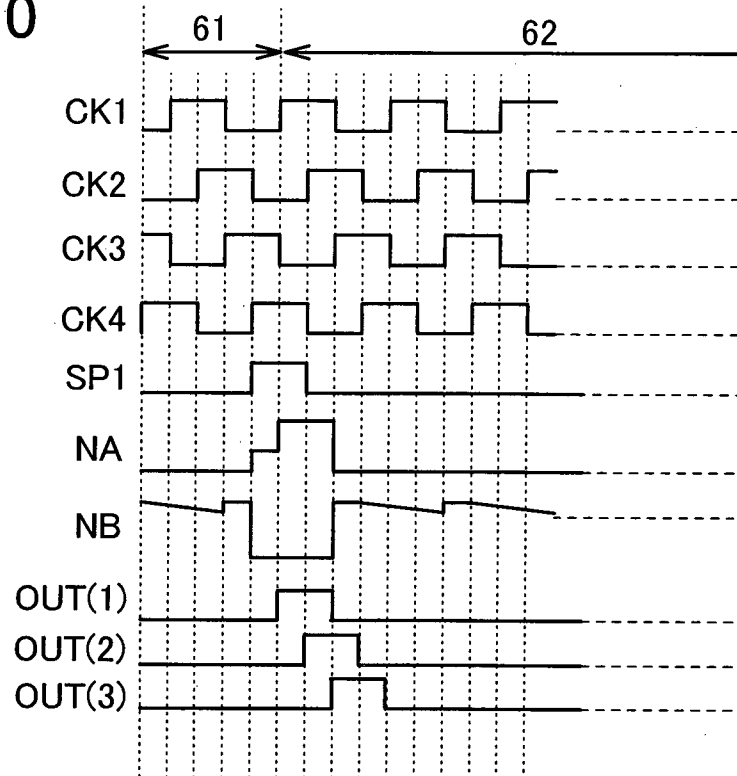 0
61 62
CK1
CK2
CK3
CK4
SP1
NA
NB
OUT(1)
OUT(2)
OUT(3)